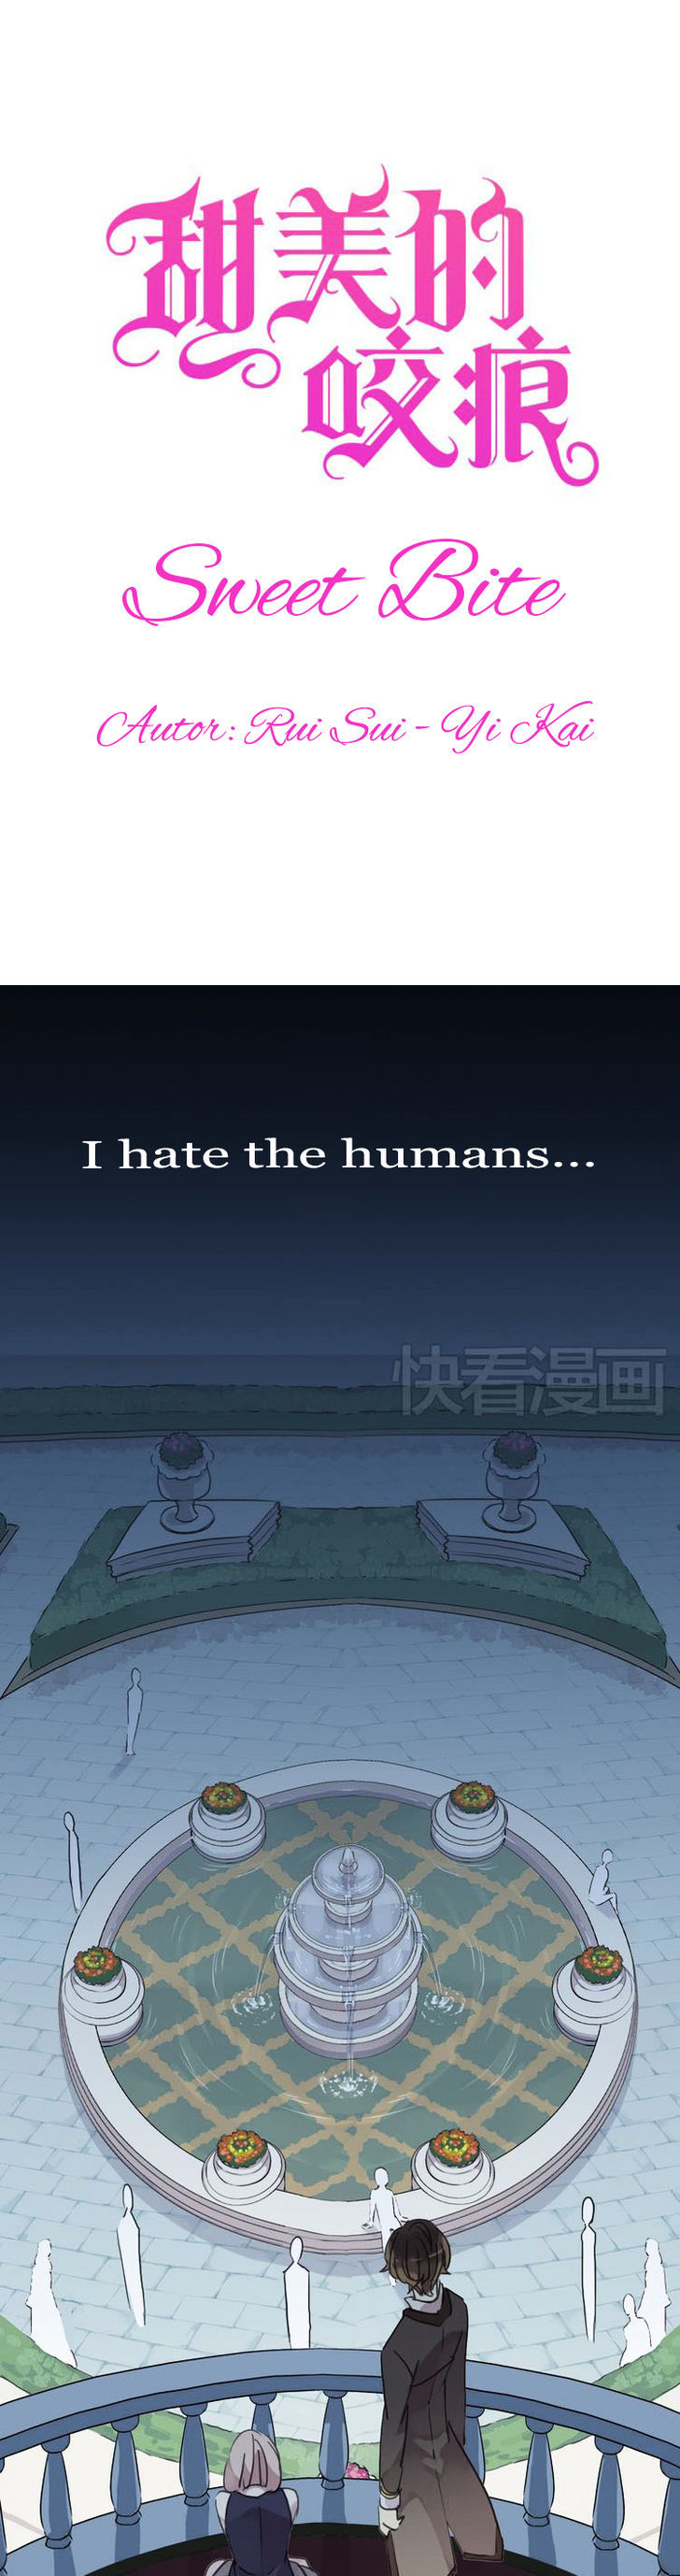 甜美的
咬痕
Sweet Bite
Autor: Rui Sui - Yi Kai
I hate the humans...
快看漫画